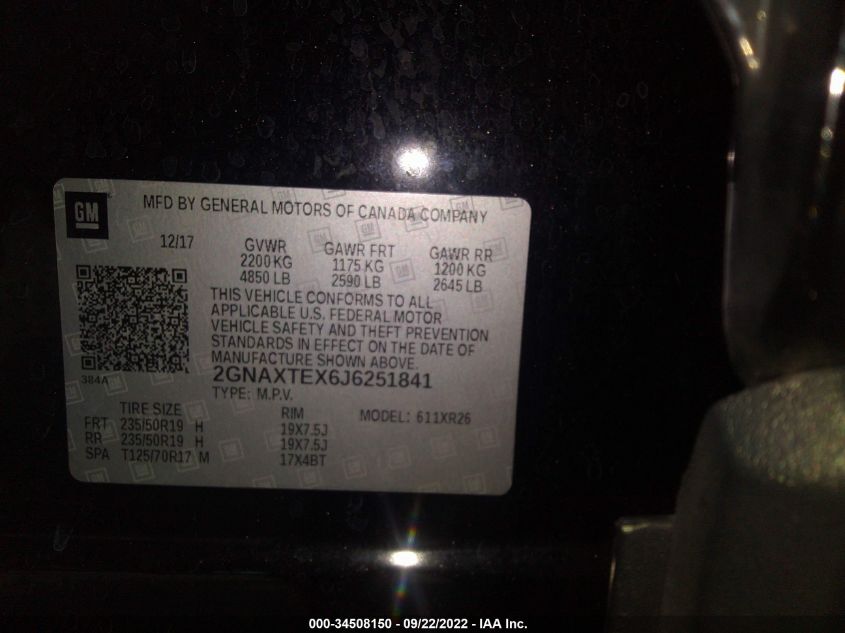 GM
MFD BY GENERAL MOTORS OF CANADA COMPANY
12/17
GVWR GAWR FRT GAWR RR
2200 KG 1175 KG 1200 KG
4850 LB 2590 LB 2645 LB
THIS VEHICLE CONFORMS TO ALL
APPLICABLE U.S. FEDERAL MOTOR
VEHICLE SAFETY AND THEFT PREVENTION
STANDARDS IN EFFECT ON THE DATE OF
MANUFACTURE SHOWN ABOVE.
384A
2GNAXTEX6J6251841
TYPE: M.P.V.
TIRE SIZE RIM MODEL: 611XR26
FRT 235/50R19 H 19X7.5J
RR 235/50R19 H 19X7.5J
SPA T125/70R17 M 17X4BT
000-34508150 - 09/22/2022 - IAA Inc.